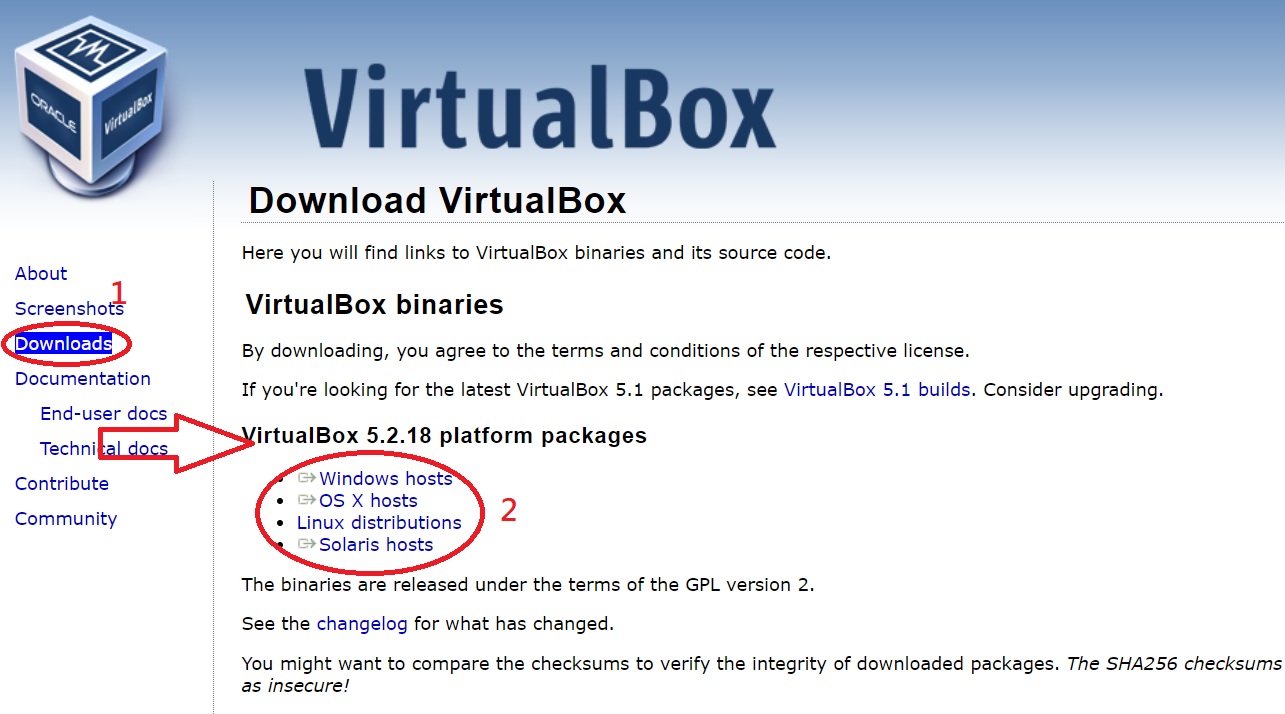 ORACLE
VirtualBox
VirtualBox
Download VirtualBox
Here you will find links to VirtualBox binaries and its source code.
About
Screenshots
1
Downloads
Documentation
End-user docs
Technical docs
Contribute
Community
VirtualBox binaries
By downloading, you agree to the terms and conditions of the respective license.
If you're looking for the latest VirtualBox 5.1 packages, see VirtualBox 5.1 builds. Consider upgrading.
VirtualBox 5.2.18 platform packages
Windows hosts
OS X hosts
Linux distributions
Solaris hosts
2
The binaries are released under the terms of the GPL version 2.
See the changelog for what has changed.
You might want to compare the checksums to verify the integrity of downloaded packages. The SHA256 checksums
as insecure!